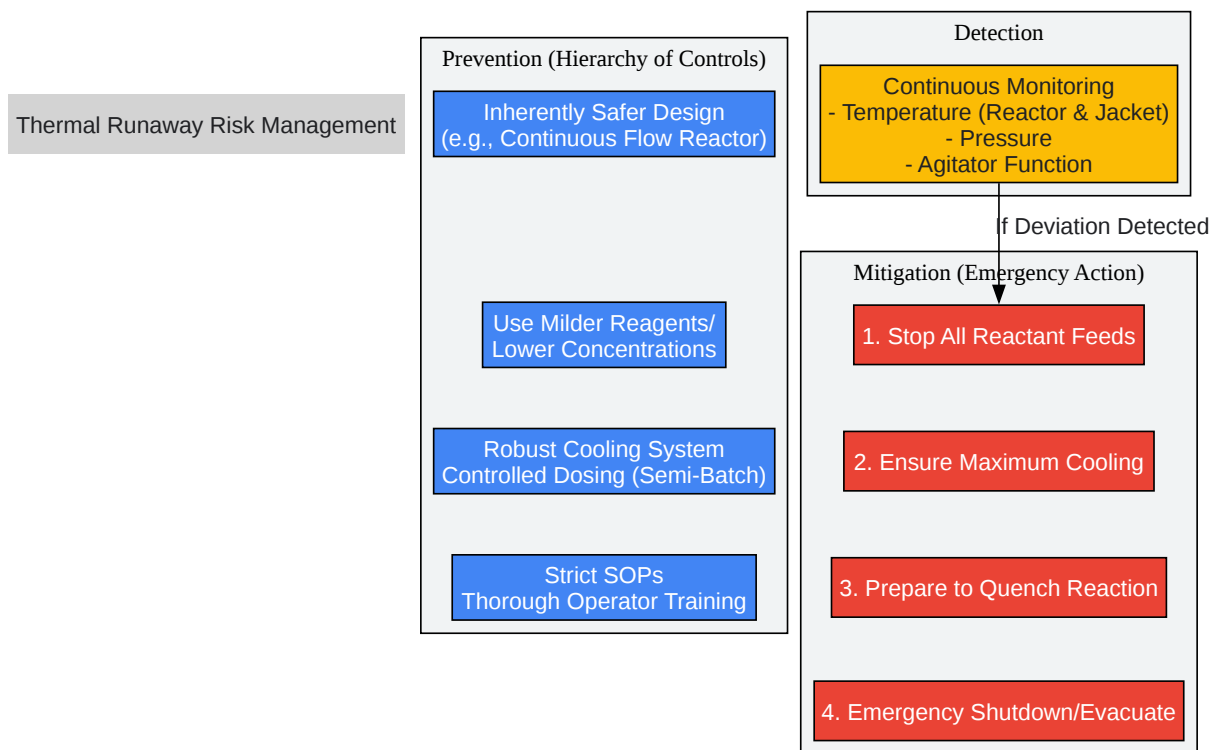 Thermal Runaway Risk Management
Prevention (Hierarchy of Controls)
Inherently Safer Design
(e.g., Continuous Flow Reactor)
Use Milder Reagents/
Lower Concentrations
Robust Cooling System
Controlled Dosing (Semi-Batch)
Strict SOPs
Thorough Operator Training
Detection
Continuous Monitoring
- Temperature (Reactor & Jacket)
- Pressure
- Agitator Function
If Deviation Detected
Mitigation (Emergency Action)
1. Stop All Reactant Feeds
2. Ensure Maximum Cooling
3. Prepare to Quench Reaction
4. Emergency Shutdown/Evacuate